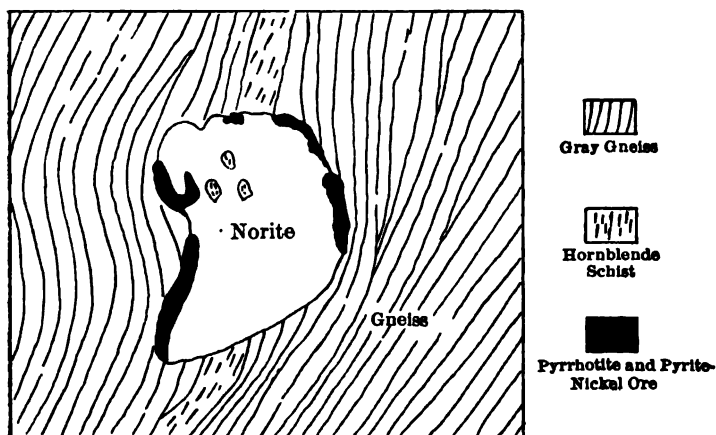 Norite
Gneiss
Gray Gneiss
Hornblende
Schist
Pyrrhotite and Pyrite-
Nickel Ore